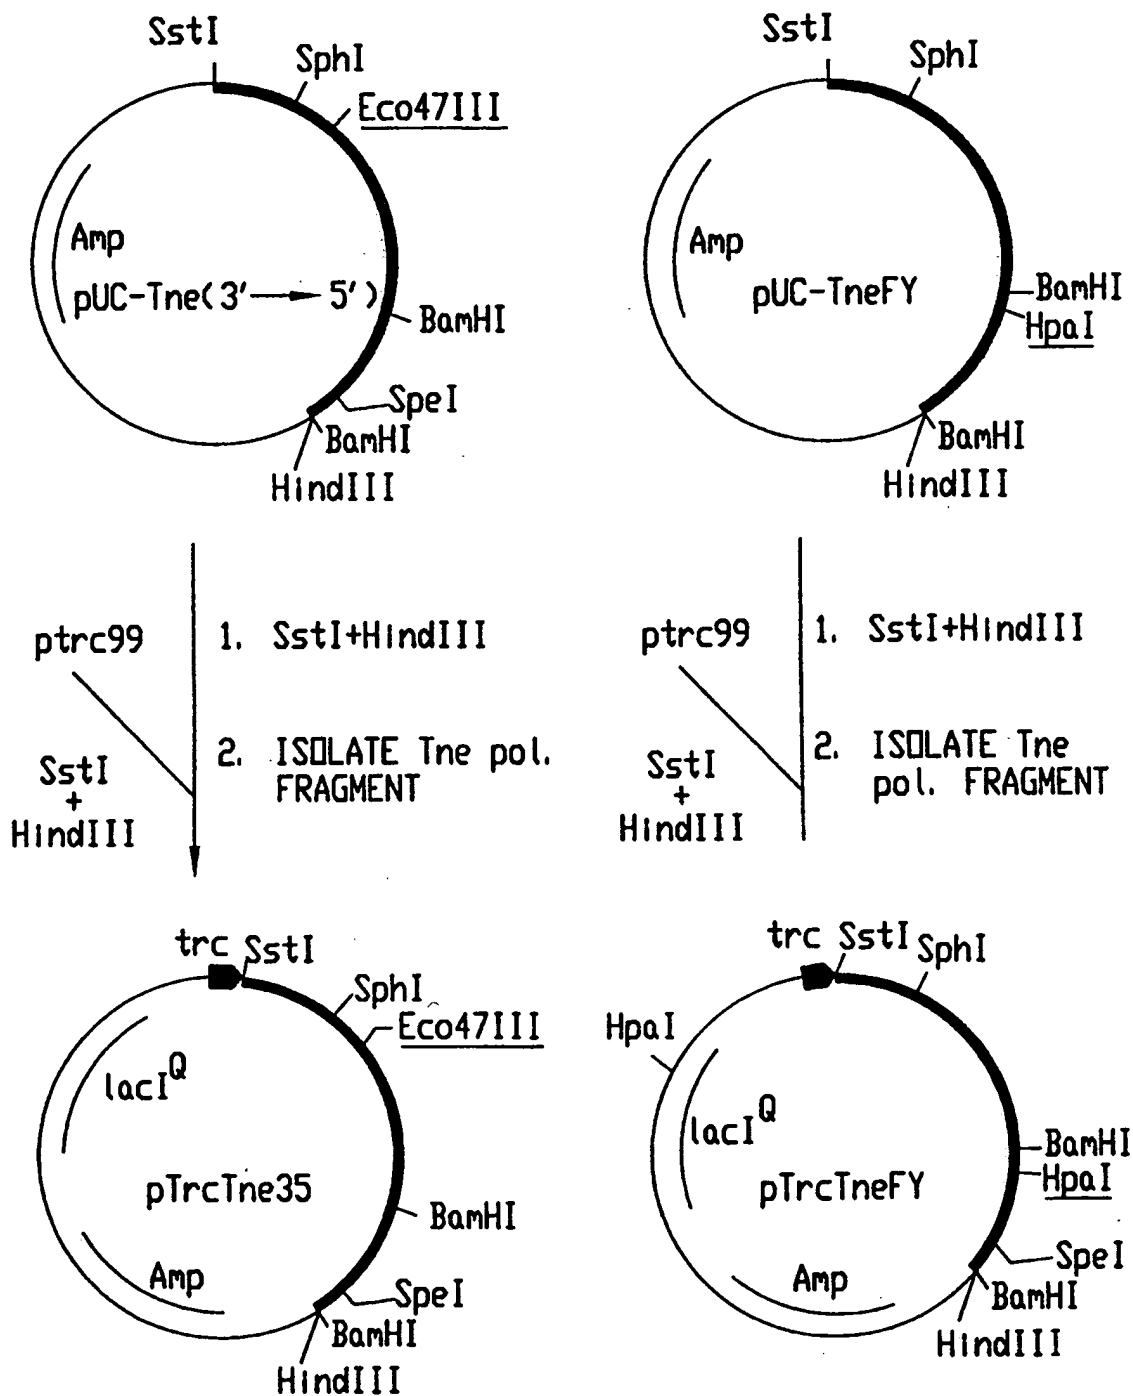 SstI
SphI
Eco47III
Amp
pUC-Tne(3' → 5')
BamHI
SpeI
BamHI
HindIII
SstI
SphI
Amp
pUC-TneFY
BamHI
HpaI
BamHI
HindIII
ptrc99
SstI
+
HindIII
1. SstI+HindIII
2. ISOLATE Tne pol.
FRAGMENT
ptrc99
SstI
+
HindIII
1. SstI+HindIII
2. ISOLATE Tne
pol. FRAGMENT
trc
SstI
SphI
Eco47III
lacI^Q
pTrcTne35
Amp
BamHI
SpeI
BamHI
HindIII
trc
SstI
SphI
HpaI
lacI^Q
pTrcTneFY
Amp
BamHI
HpaI
SpeI
BamHI
HindIII